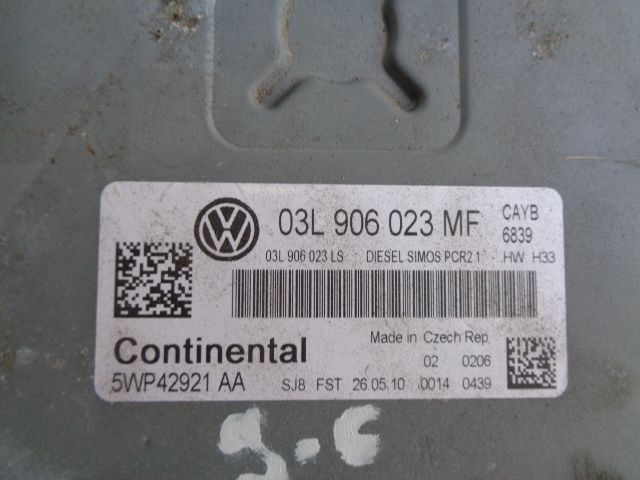 03L 906 023 MF CAYB
6839
03L 906 023 LS DIESEL SIMOS PCR2 1 - HW H33
Continental
Made in Czech Rep.
02 0206
5WP42921 AA SJ8 FST 26.05.10 0014 0439